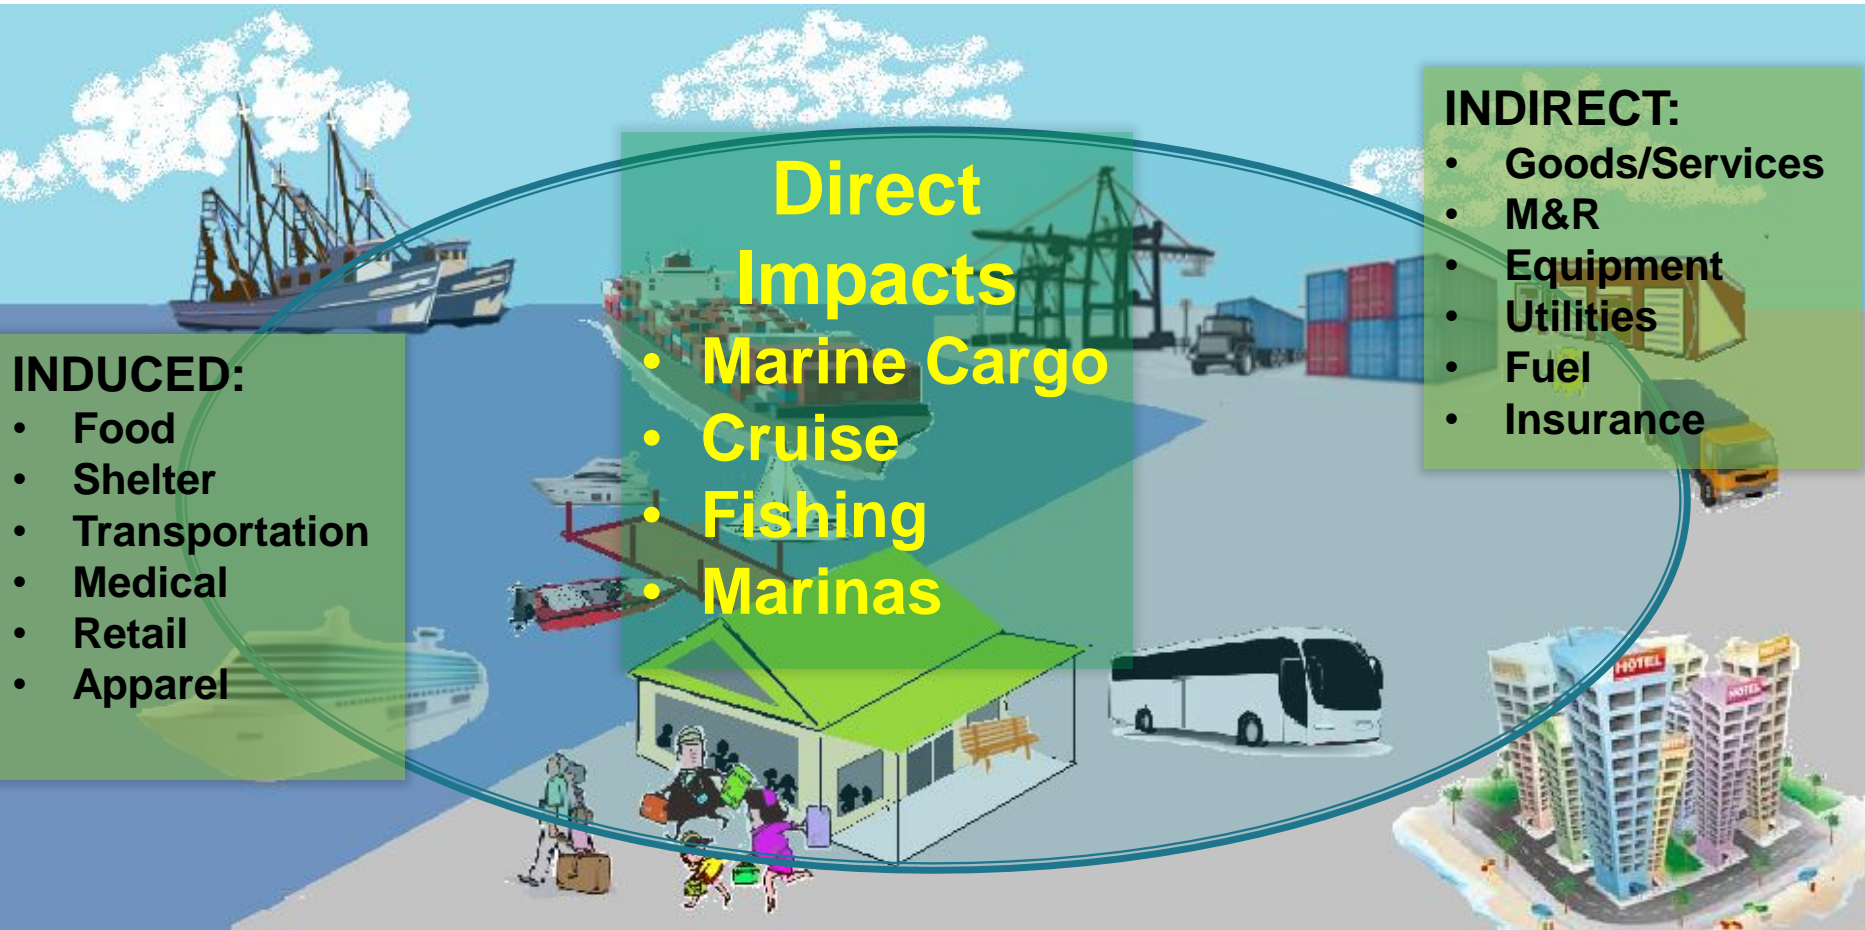 Direct
Impacts
• Marine Cargo
• Cruise
• Fishing
• Marinas
INDUCED:
• Food
• Shelter
• Transportation
• Medical
• Retail
• Apparel
INDIRECT:
• Goods/Services
• M&R
• Equipment
• Utilities
• Fuel
• Insurance
HOTEL
HOTEL